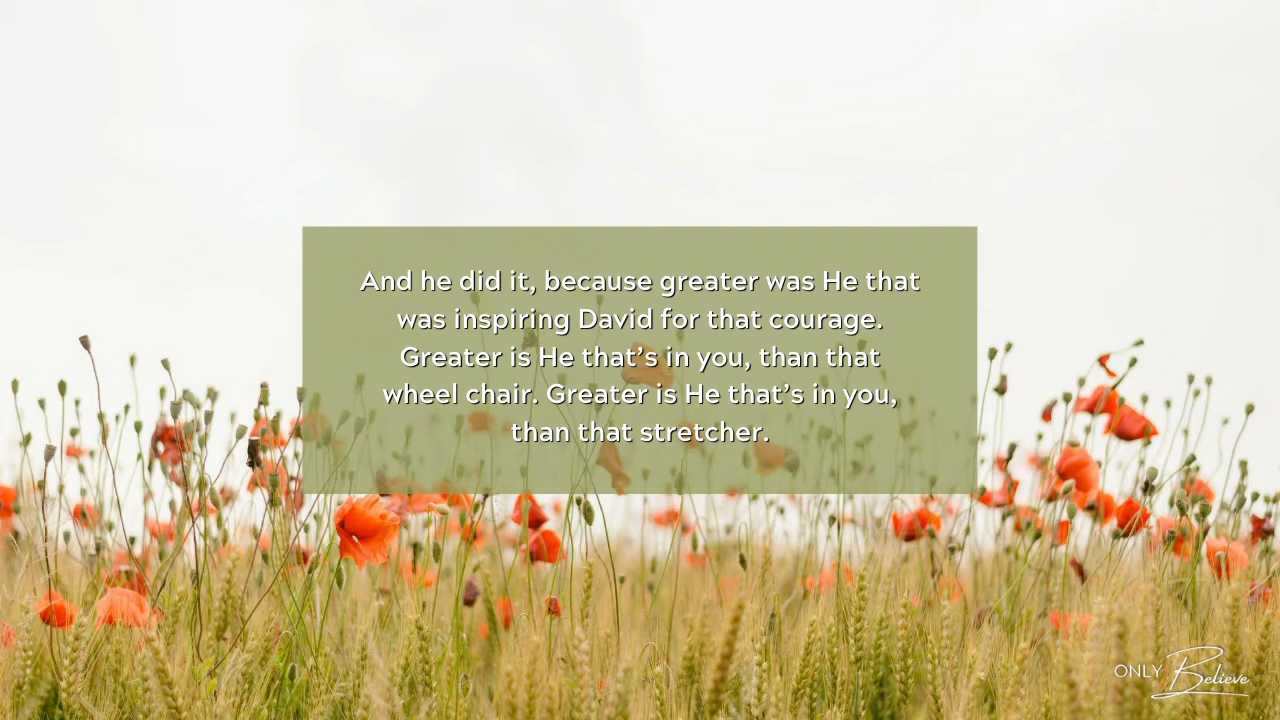 And he did it, because greater was He that
was inspiring David for that courage.
Greater is He that’s in you, than that
wheel chair. Greater is He that’s in you,
than that stretcher.
ONLY Believe